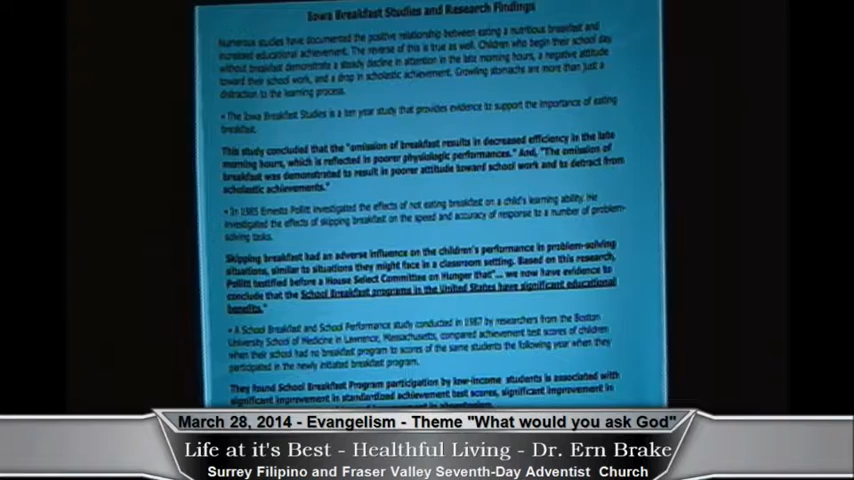 Iowa Breakfast Studies and Research Findings
Numerous studies have documented the positive relationship between eating a nutritious breakfast and
increased educational achievement. The reverse of this is true as well. Children who begin their school day
without breakfast demonstrate a steady decline in attention in the late morning hours, a negative attitude
toward their school work, and a drop in scholastic achievement. Growling stomachs are more than just a
distraction to the learning process.
• The Iowa Breakfast Studies is a ten year study that provides evidence to support the importance of eating
breakfast.
This study concluded that the "omission of breakfast results in decreased efficiency in the late
morning hours, which is reflected in poorer physiologic performances." And, "The omission of
breakfast was demonstrated to result in poorer attitude toward school work and to detract from
scholastic achievements."
• In 1985 Ernesto Pollitt investigated the effects of not eating breakfast on a child's learning ability. He
investigated the effects of skipping breakfast on the speed and accuracy of response to a number of problem-
solving tasks.
Skipping breakfast had an adverse influence on the children's performance in problem-solving
situations, similar to situations they might face in a classroom setting. Based on this research,
Pollitt testified before a House Select Committee on Hunger that "... we now have evidence to
conclude that the School Breakfast programs in the United States have significant educational
benefits."
• A School Breakfast and School Performance study conducted in 1987 by researchers from the Boston
University School of Medicine in Lawrence, Massachusetts, compared achievement test scores of children
when their school had no breakfast program to scores of the same students the following year when they
participated in the newly initiated breakfast program.
They found School Breakfast Program participation by low-income students is associated with
significant improvement in standardized achievement test scores, significant improvement in
March 28, 2014 - Evangelism - Theme "What would you ask God"
Life at it's Best - Healthful Living - Dr. Ern Brake
Surrey Filipino and Fraser Valley Seventh-Day Adventist Church